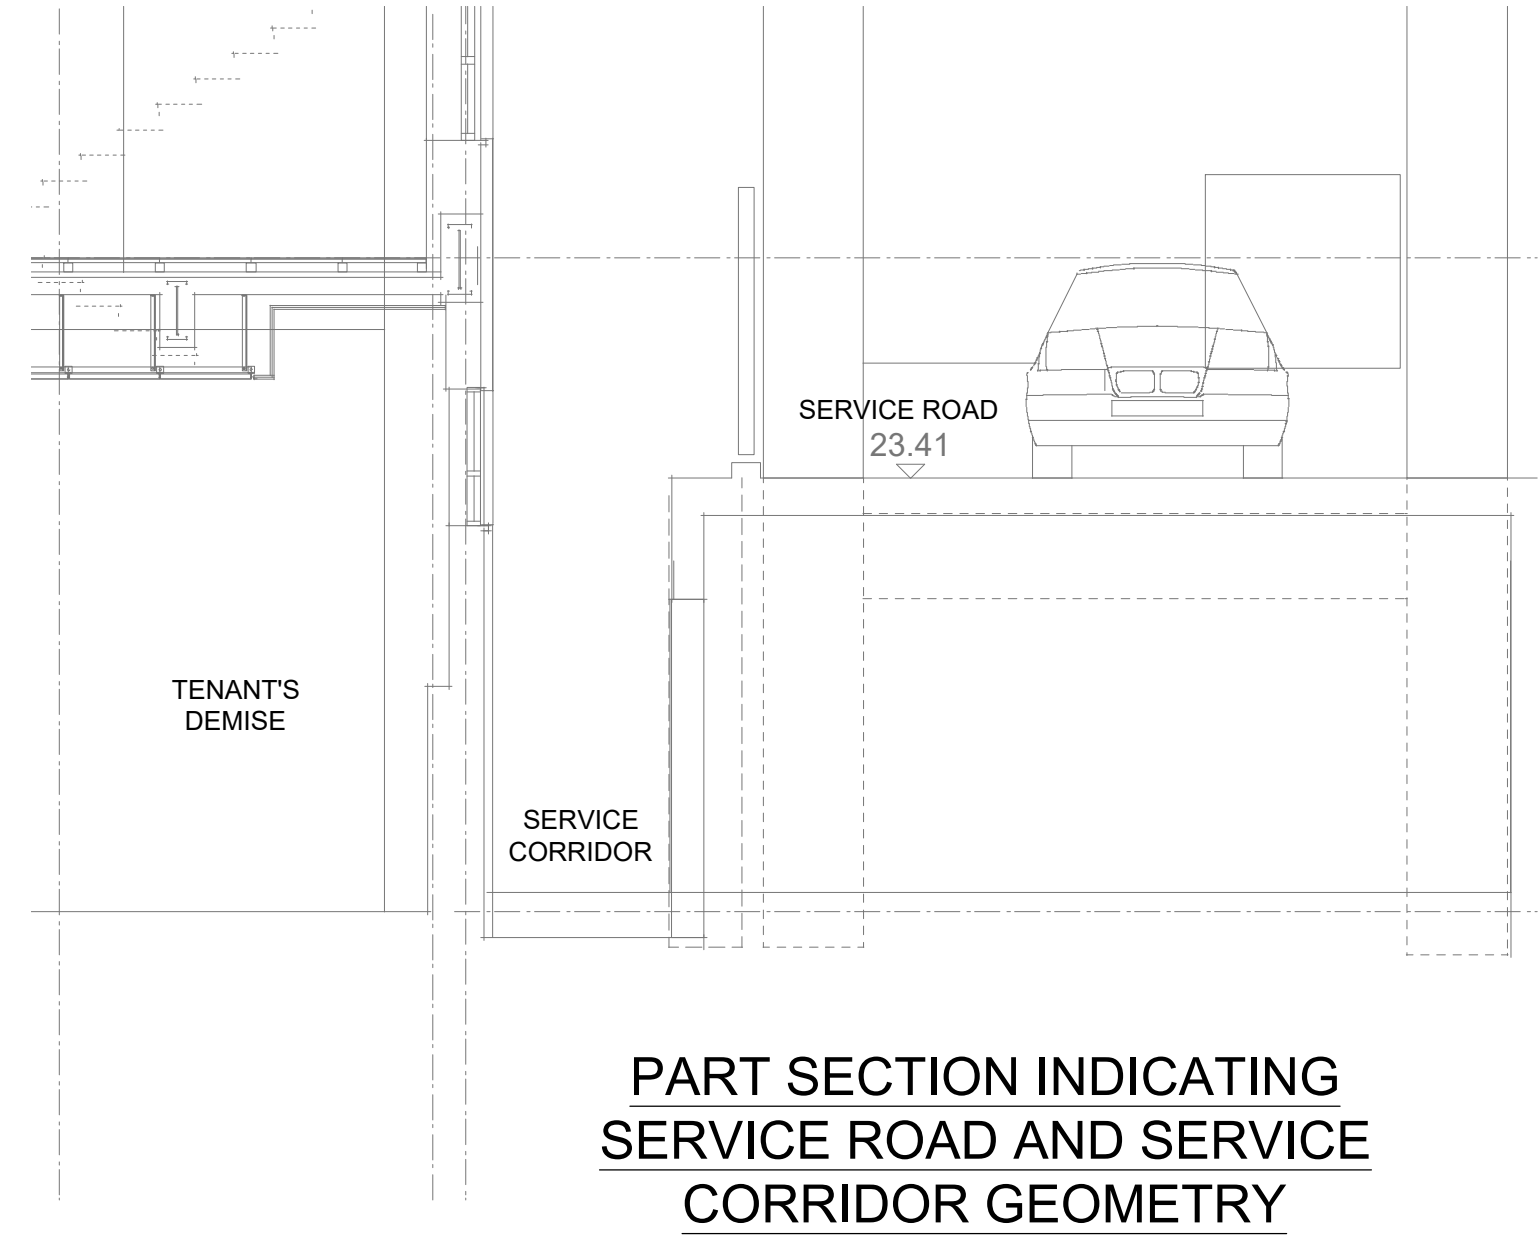 SERVICE ROAD
23.41
TENANT'S
DEMISE
SERVICE
CORRIDOR
PART SECTION INDICATING
SERVICE ROAD AND SERVICE
CORRIDOR GEOMETRY